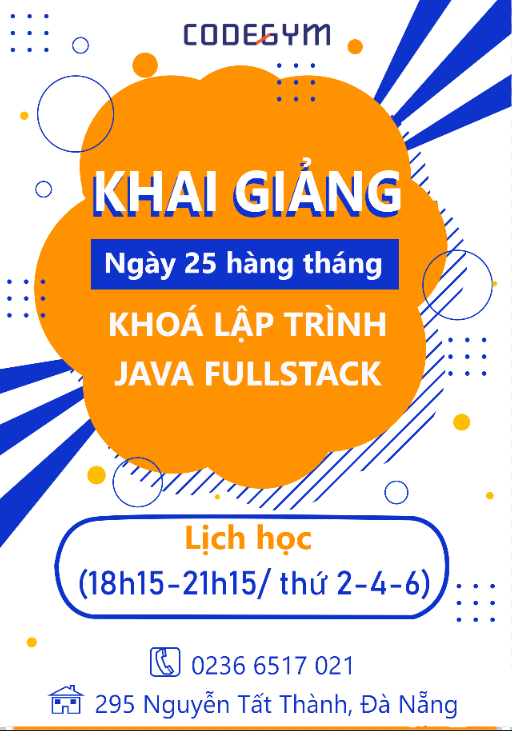 CODEGYM
KHAI GIẢNG
Ngày 25 hàng tháng
KHOÁ LẬP TRÌNH
JAVA FULLSTACK
Lịch học
(18h15-21h15/ thứ 2-4-6)
0236 6517 021
295 Nguyễn Tất Thành, Đà Nẵng